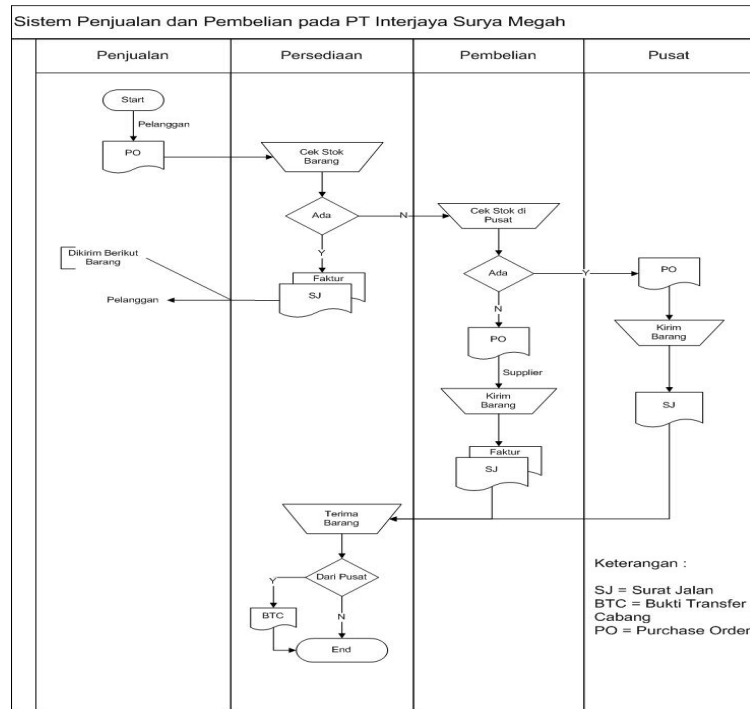 Sistem Penjualan dan Pembelian pada PT Interjaya Surya Megah
Penjualan
Persediaan
Pembelian
Pusat
Start
Pelanggan
PO
Cek Stok
Barang
Ada
N
Cek Stok di
Pusat
Y
Dikirim Berikut
Barang
Faktur
SJ
Pelanggan
Ada
Y
PO
N
PO
Kirim
Barang
Supplier
Kirim
Barang
SJ
Faktur
SJ
Terima
Barang
Dari Pusat
Y
BTC
N
End
Keterangan :
SJ = Surat Jalan
BTC = Bukti Transfer
Cabang
PO = Purchase Order